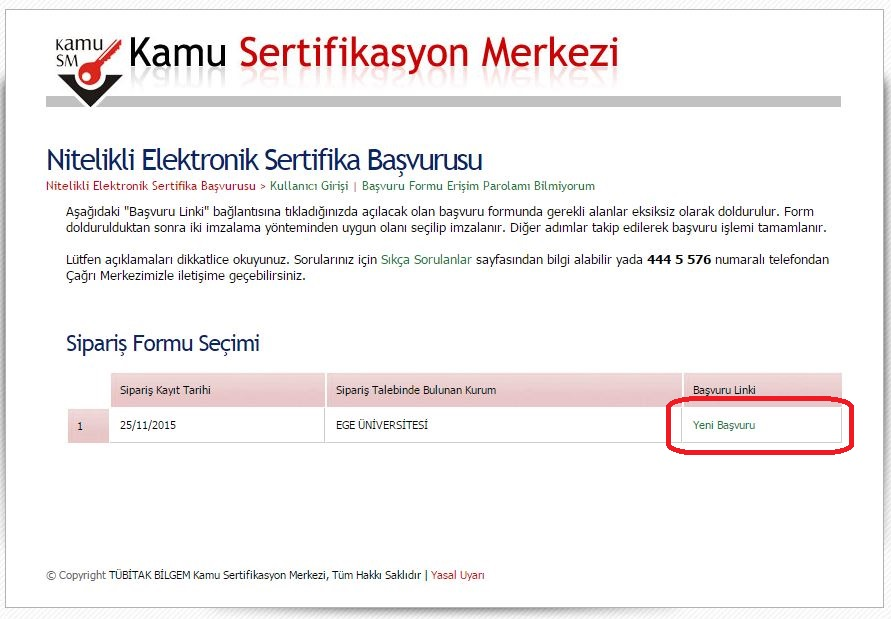 kamu
SM
Kamu Sertifikasyon Merkezi
Nitelikli Elektronik Sertifika Başvurusu
Nitelikli Elektronik Sertifika Başvurusu > Kullanıcı Girişi | Başvuru Formu Erişim Parolamı Bilmiyorum
Aşağıdaki "Başvuru Linki" bağlantısına tıkladığınızda açılacak olan başvuru formunda gerekli alanlar eksiksiz olarak doldurulur. Form
doldurulduktan sonra iki imzalama yönteminden uygun olanı seçilip imzalanır. Diğer adımlar takip edilerek başvuru işlemi tamamlanır.
Lütfen açıklamaları dikkatlice okuyunuz. Sorularınız için Sıkça Sorulanlar sayfasından bilgi alabilir yada 444 5 576 numaralı telefondan
Çağrı Merkezimizle iletişime geçebilirsiniz.
Sipariş Formu Seçimi
Sipariş Kayıt Tarihi Sipariş Talebinde Bulunan Kurum Başvuru Linki
1 25/11/2015 EGE ÜNİVERSİTESİ Yeni Başvuru
© Copyright TÜBİTAK BİLGEM Kamu Sertifikasyon Merkezi, Tüm Hakkı Saklıdır | Yasal Uyarı